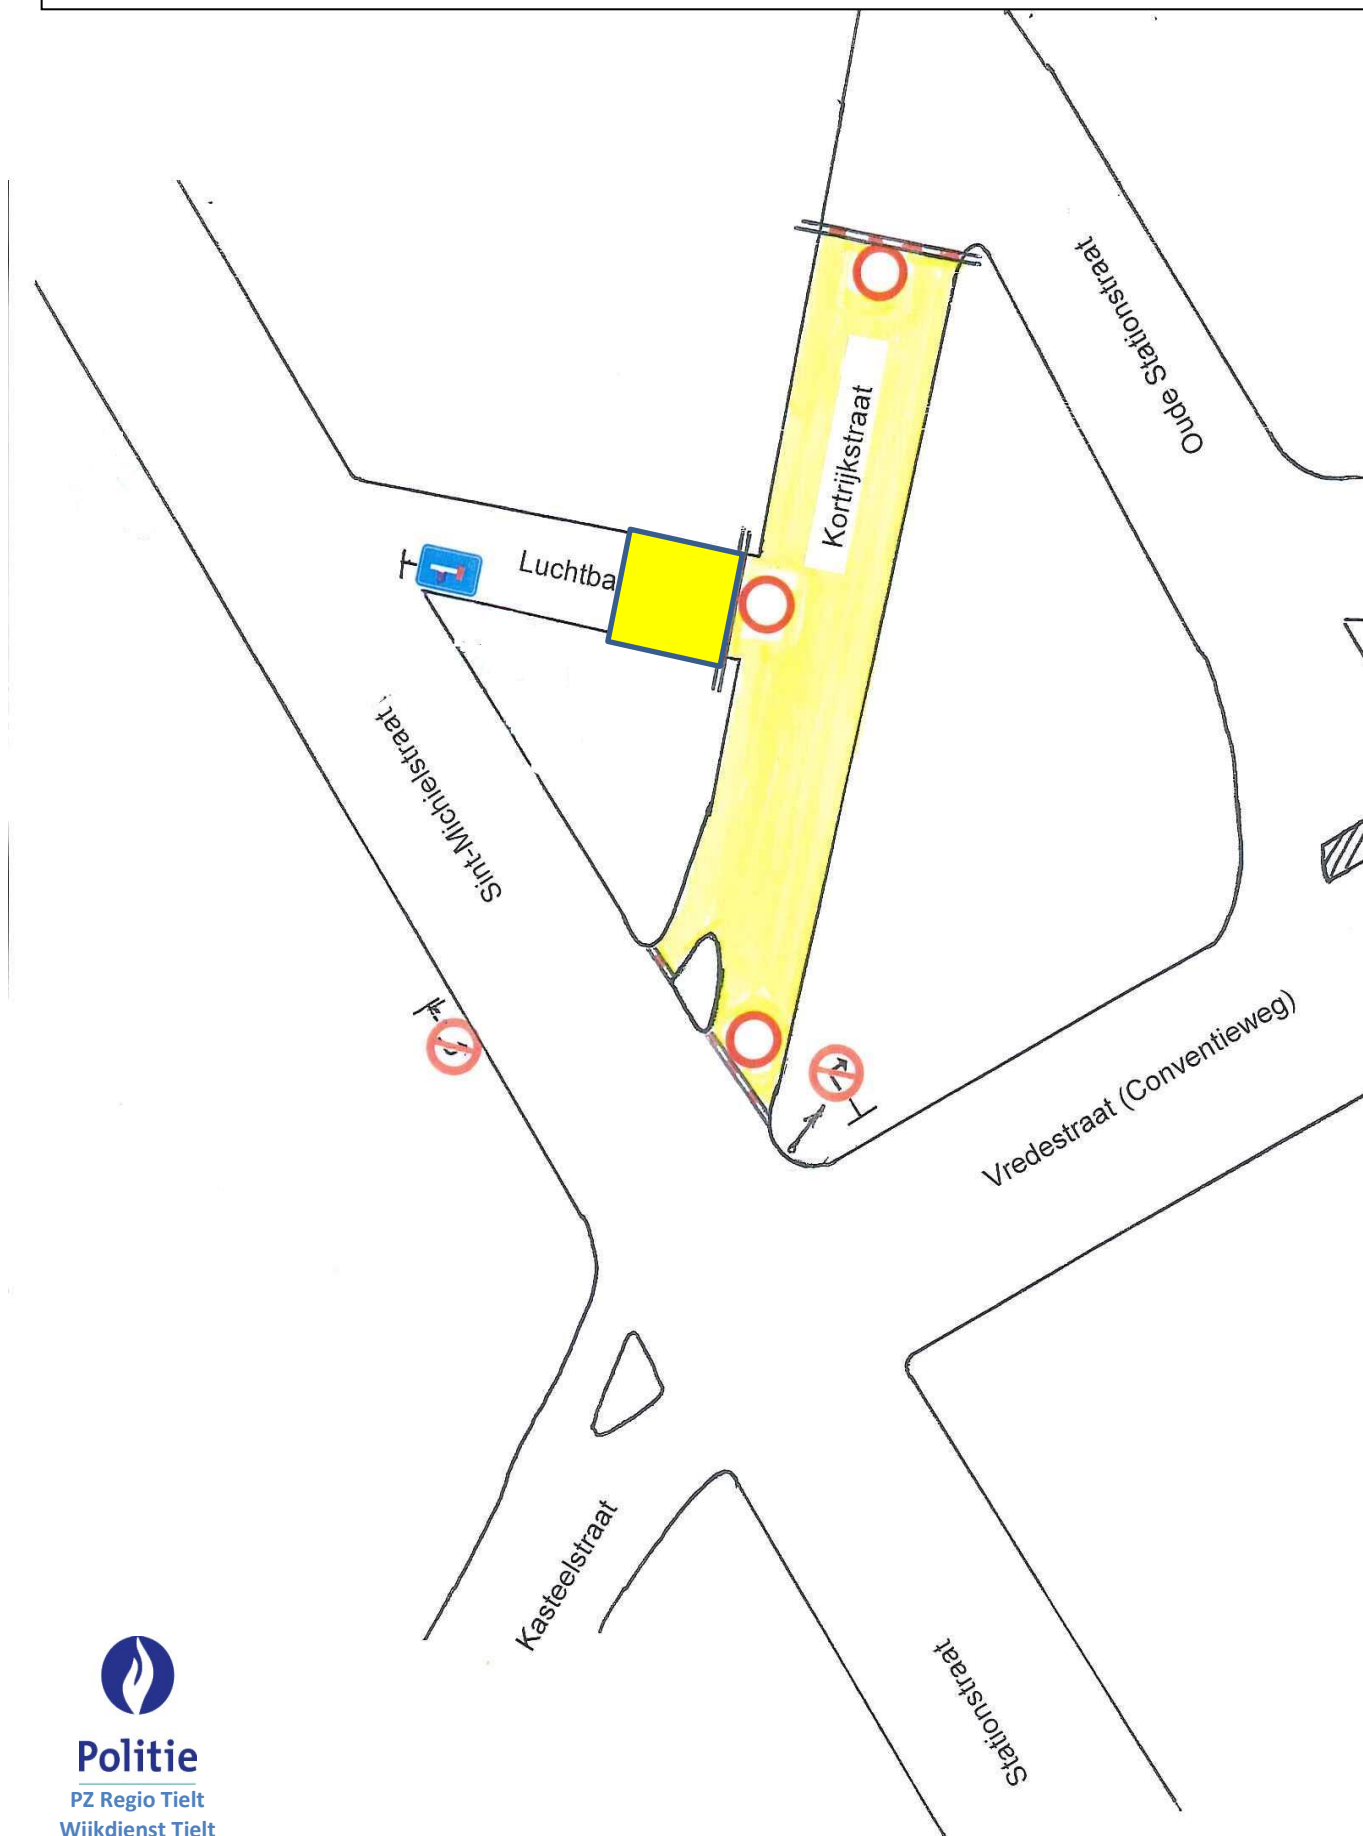 Oude Stationstraat
Kortrijkstraat
Luchtba
Sint-Michielstraat
Vredestraat (Conventieweg)
Kasteelstraat
Stationstraat
Politie
PZ Regio Tielt
Wijkdienst Tielt